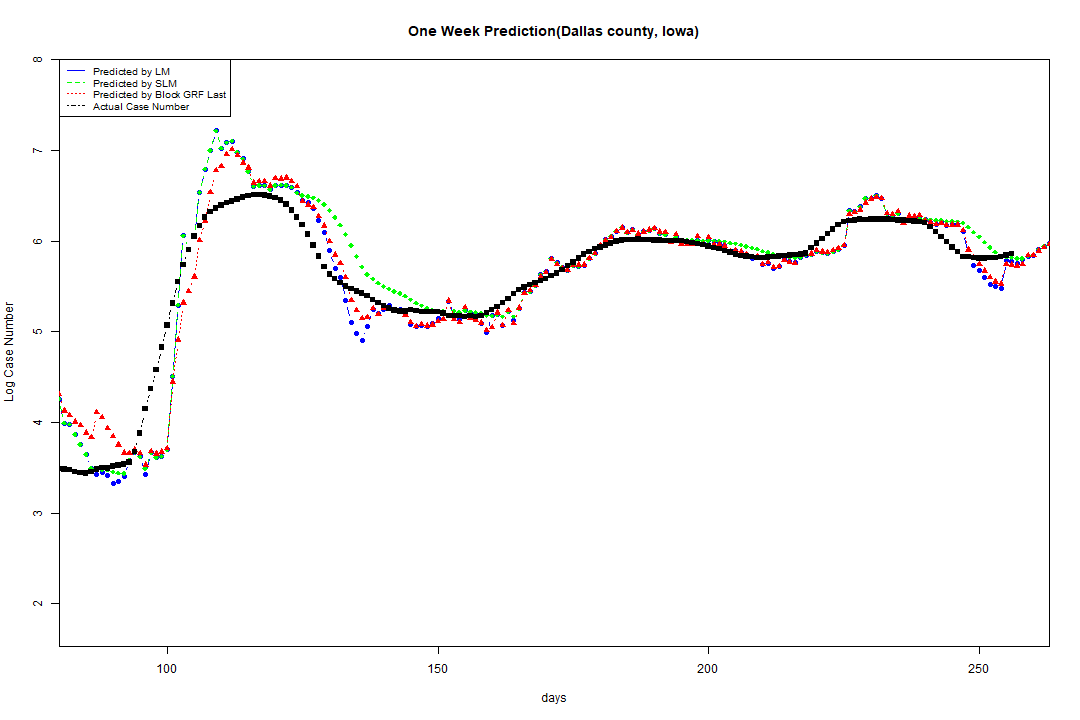 One Week Prediction(Dallas county, Iowa)
Predicted by LM
Predicted by SLM
Predicted by Block GRF Last
Actual Case Number
8
7
6
5
4
3
2
Log Case Number
100 150 200 250
days